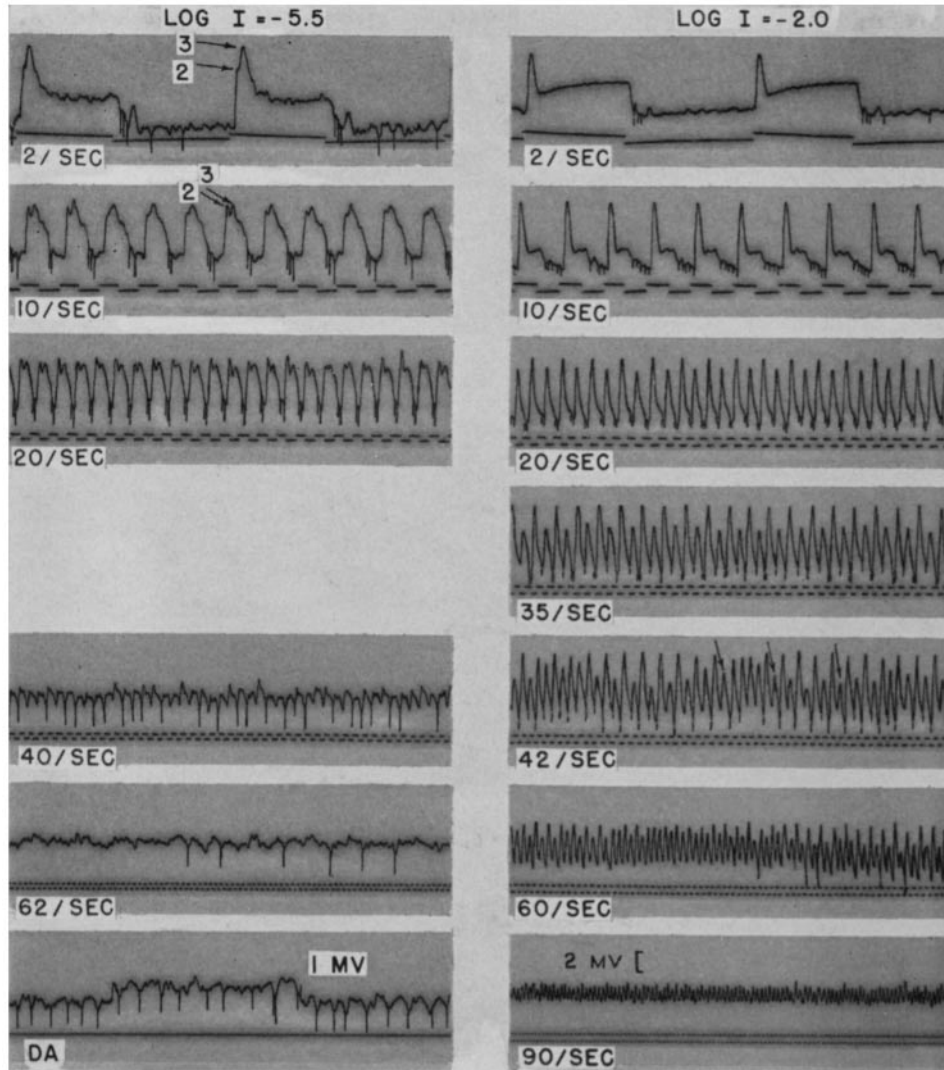 LOG I = -5.5
LOG I = -2.0
3
2
2/SEC
2/SEC
3
2
10/SEC
10/SEC
20/SEC
20/SEC
35/SEC
40/SEC
42/SEC
62/SEC
60/SEC
1 MV
2 MV [
DA
90/SEC